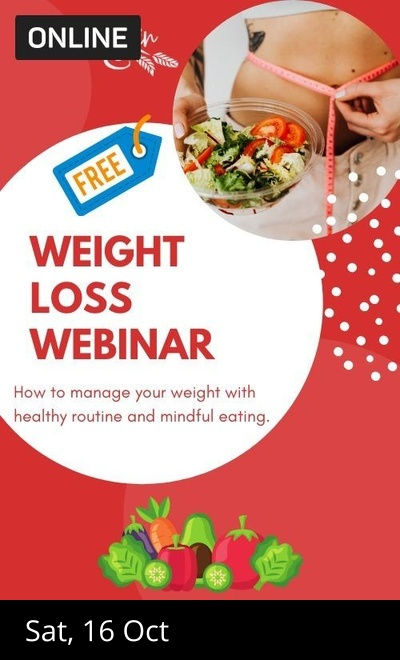 ONLINE
FREE
WEIGHT
LOSS
WEBINAR
How to manage your weight with
healthy routine and mindful eating.
Sat, 16 Oct